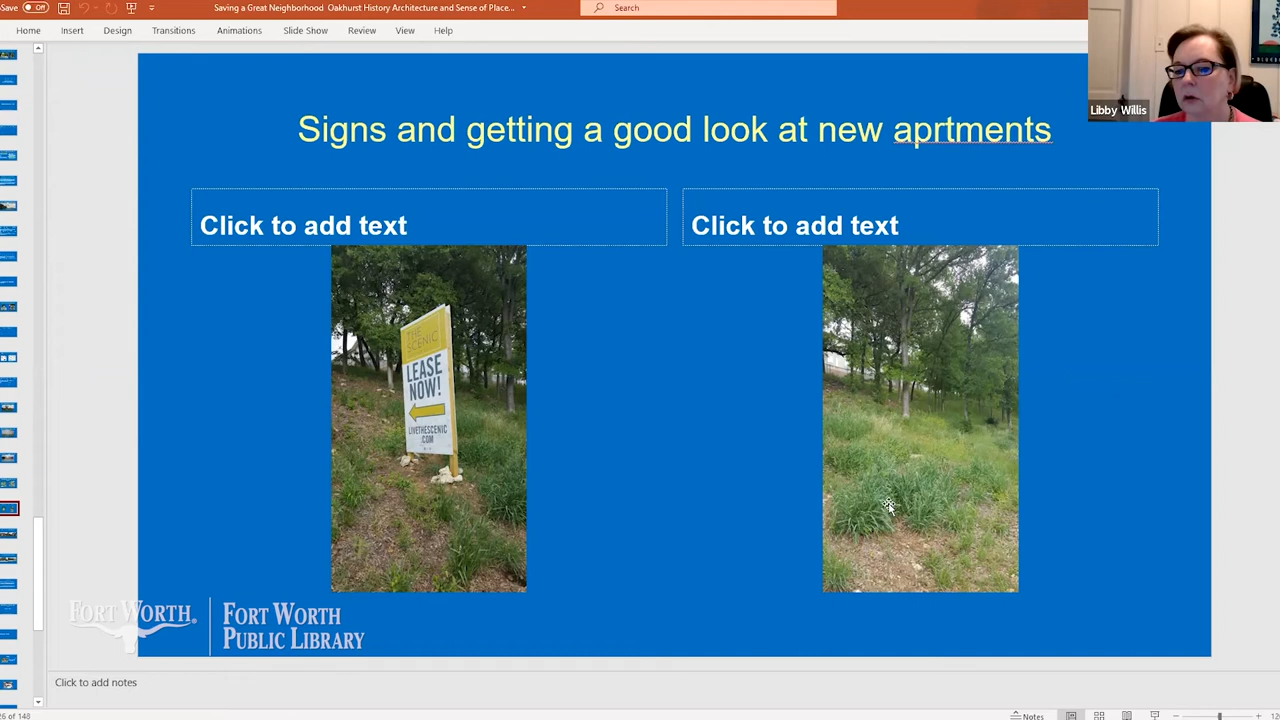 Save Off
Saving a Great Neighborhood Oakhurst History Architecture and Sense of Place...
Search
Home Insert Design Transitions Animations Slide Show Review View Help
Libby Willis
Signs and getting a good look at new aprtments
Click to add text
Click to add text
THE
SCENIC
LEASE
NOW!
LIVETHESCENIC
.COM
FORT WORTH®
FORT WORTH
PUBLIC LIBRARY
Click to add notes
26 of 148
Notes